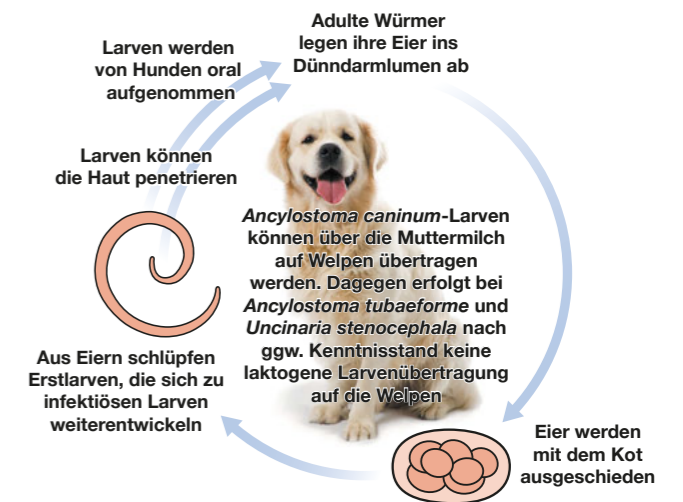 Adulte Würmer
legen ihre Eier ins
Dünndarmlumen ab
Larven werden
von Hunden oral
aufgenommen
Larven können
die Haut penetrieren
Ancylostoma caninum-Larven
können über die Muttermilch
auf Welpen übertragen
werden. Dagegen erfolgt bei
Ancylostoma tubaeforme und
Uncinaria stenocephala nach
ggw. Kenntnisstand keine
laktogene Larvenübertragung
auf die Welpen
Aus Eiern schlüpfen
Erstlarven, die sich zu
infektiösen Larven
weiterentwickeln
Eier werden
mit dem Kot
ausgeschieden